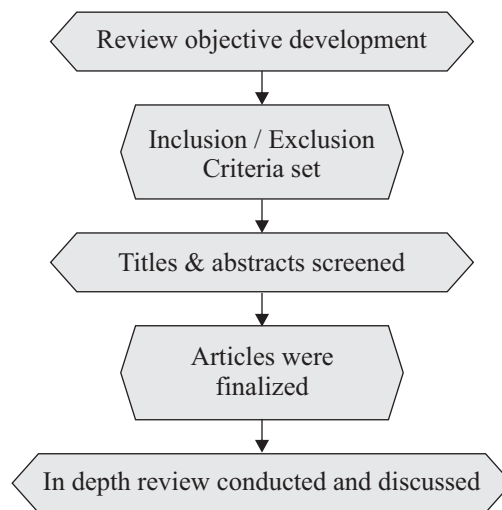 Review objective development
Inclusion / Exclusion
Criteria set
Titles & abstracts screened
Articles were
finalized
In depth review conducted and discussed